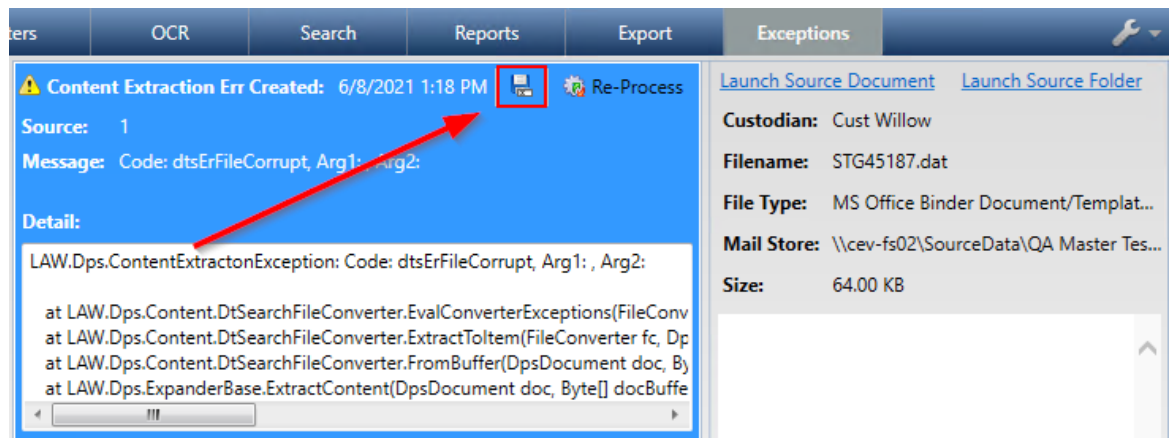 ters OCR Search Reports Export Exceptions
Content Extraction Err Created: 6/8/2021 1:18 PM Re-Process
Source: 1
Message: Code: dtsErFileCorrupt, Arg1: , Arg2:
Detail:
LAW.Dps.ContentExtractonException: Code: dtsErFileCorrupt, Arg1: , Arg2:
at LAW.Dps.Content.DtSearchFileConverter.EvalConverterExceptions(FileConv
at LAW.Dps.Content.DtSearchFileConverter.ExtractToItem(FileConverter fc, Dp
at LAW.Dps.Content.DtSearchFileConverter.FromBuffer(DpsDocument doc, By
at LAW.Dps.ExpanderBase.ExtractContent(DpsDocument doc, Byte[] docBuffe
Launch Source Document Launch Source Folder
Custodian: Cust Willow
Filename: STG45187.dat
File Type: MS Office Binder Document/Templat...
Mail Store: \\cev-fs02\SourceData\QA Master Tes...
Size: 64.00 KB